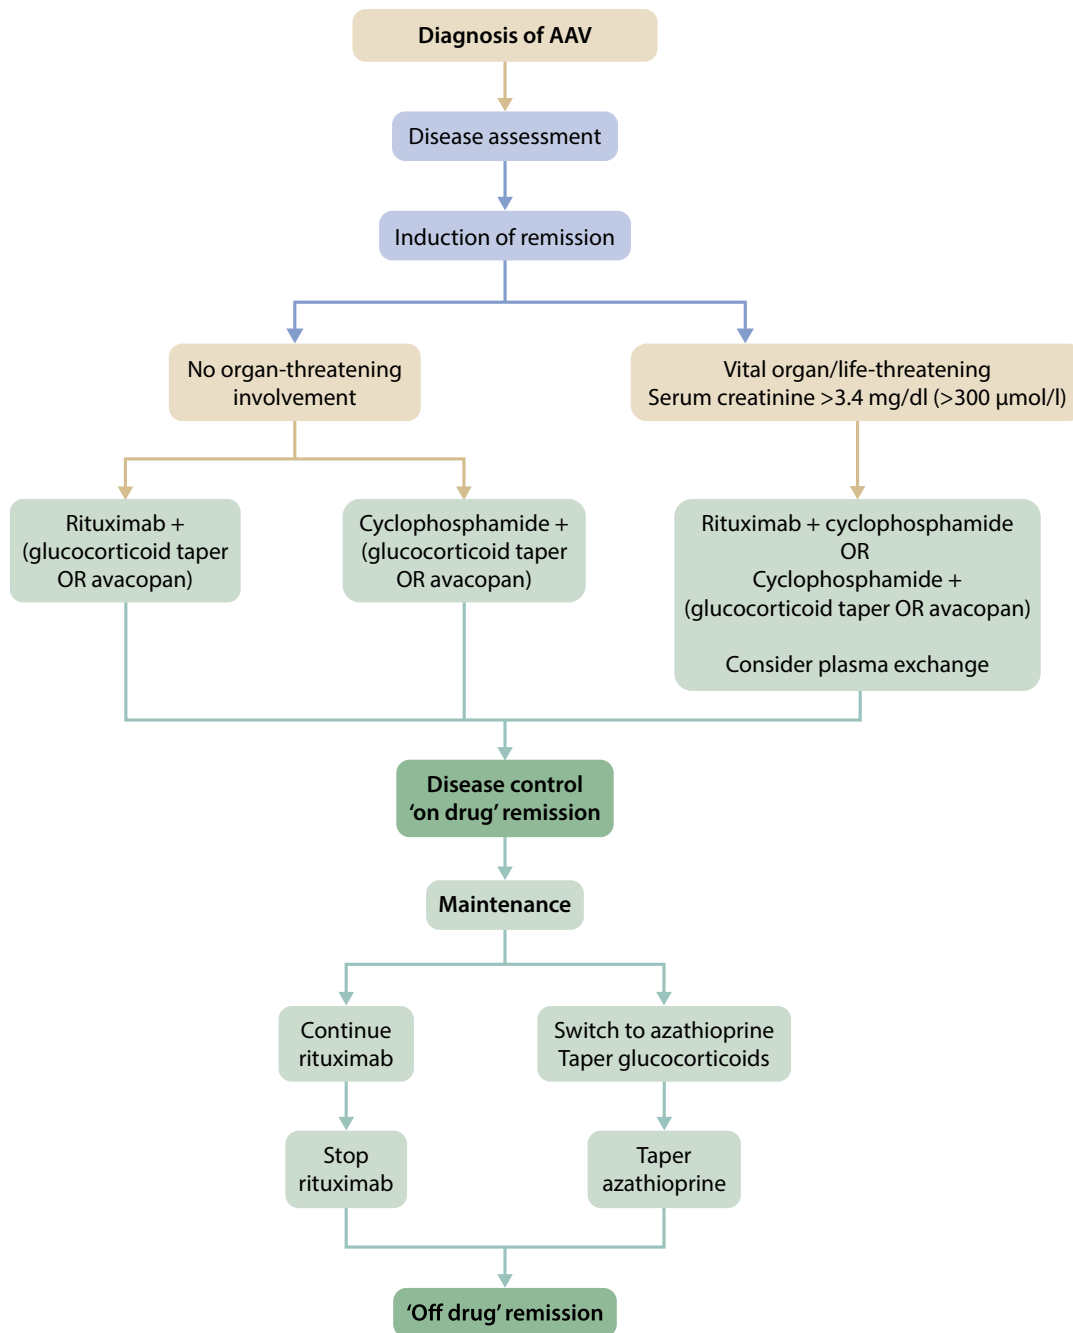 Diagnosis of AAV
Disease assessment
Induction of remission
No organ-threatening
involvement
Vital organ/life-threatening
Serum creatinine >3.4 mg/dl (>300 µmol/l)
Rituximab +
(glucocorticoid taper
OR avacopan)
Cyclophosphamide +
(glucocorticoid taper
OR avacopan)
Rituximab + cyclophosphamide
OR
Cyclophosphamide +
(glucocorticoid taper OR avacopan)
Consider plasma exchange
Disease control
‘on drug’ remission
Maintenance
Continue
rituximab
Switch to azathioprine
Taper glucocorticoids
Stop
rituximab
Taper
azathioprine
‘Off drug’ remission